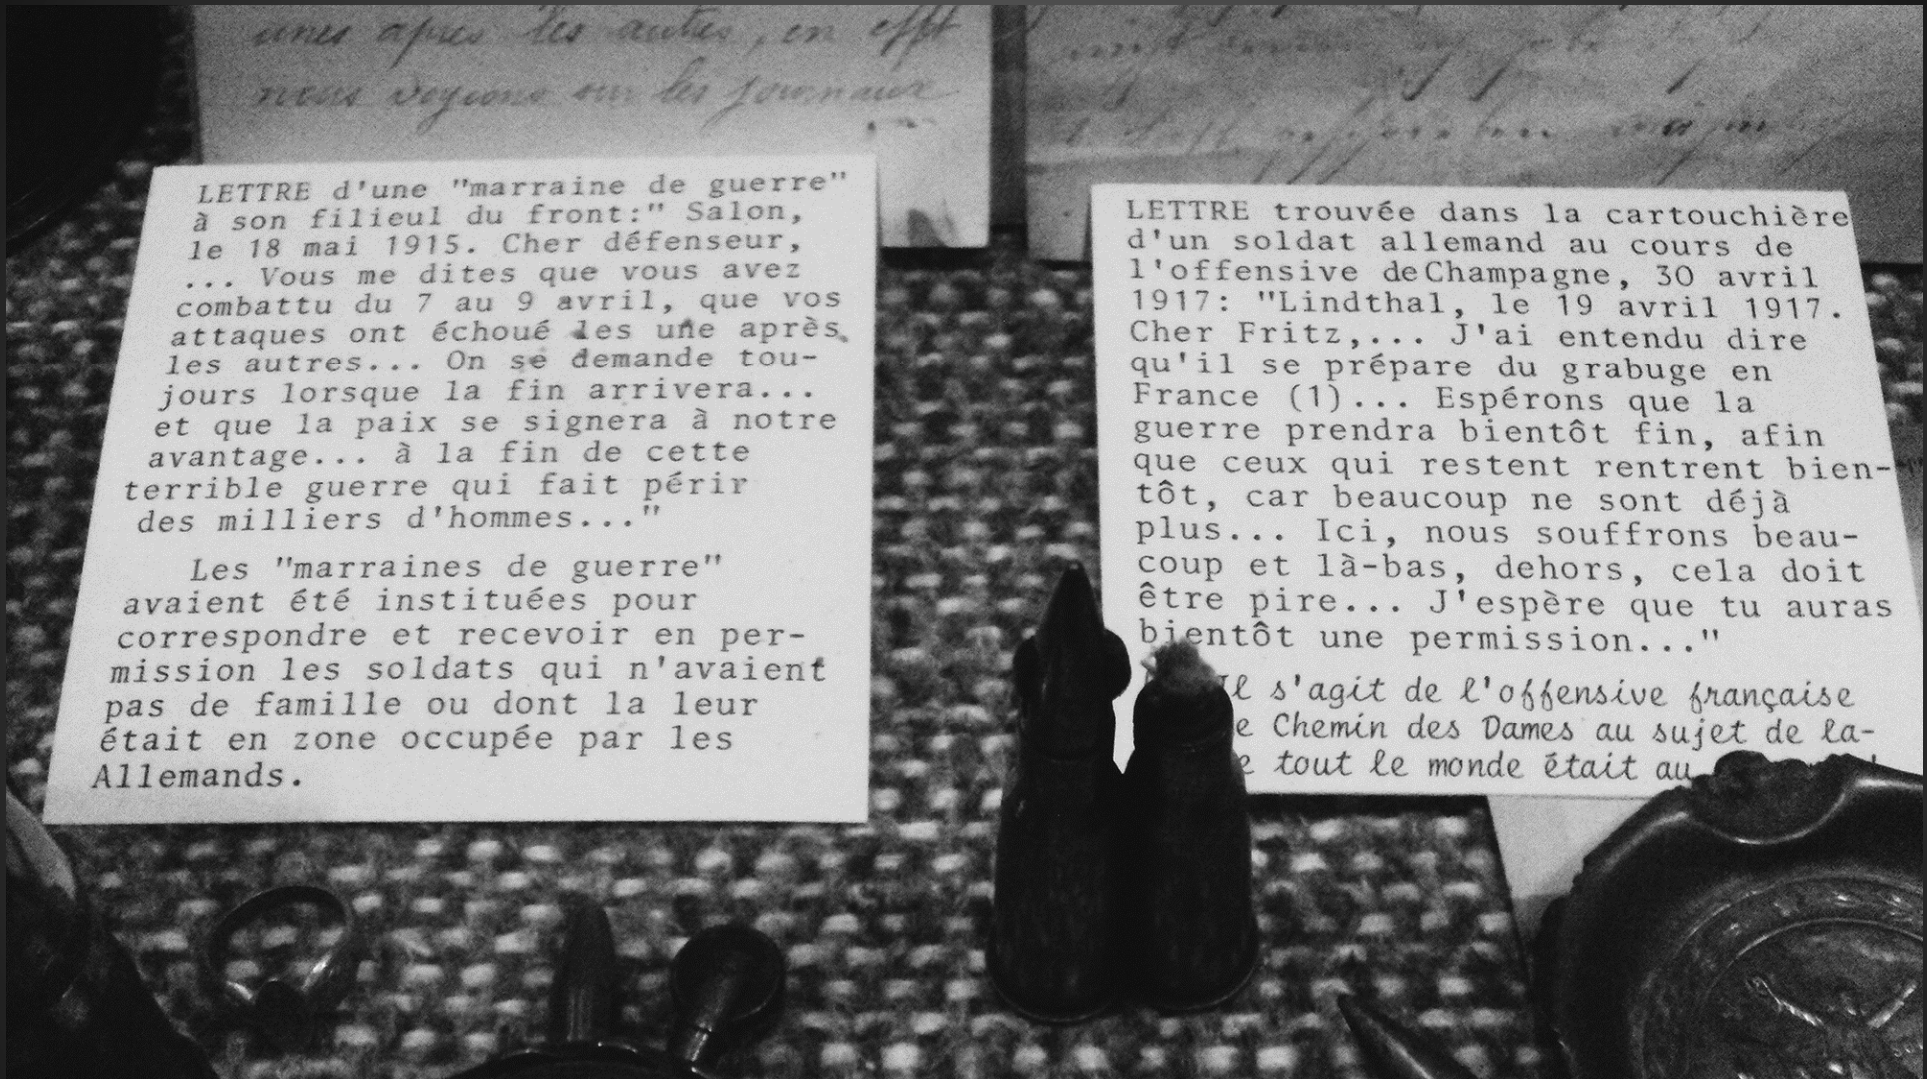 unes après les autres, en efft
nous voyions sur les journaux
LETTRE d'une "marraine de guerre"
à son filieul du front:" Salon,
le 18 mai 1915. Cher défenseur,
... Vous me dites que vous avez
combattu du 7 au 9 avril, que vos
attaques ont échoué les une après
les autres... On se demande tou-
jours lorsque la fin arrivera...
et que la paix se signera à notre
avantage... à la fin de cette
terrible guerre qui fait périr
des milliers d'hommes..."
Les "marraines de guerre"
avaient été instituées pour
correspondre et recevoir en per-
mission les soldats qui n'avaient
pas de famille ou dont la leur
était en zone occupée par les
Allemands.
LETTRE trouvée dans la cartouchière
d'un soldat allemand au cours de
l'offensive deChampagne, 30 avril
1917: "Lindthal, le 19 avril 1917.
Cher Fritz,... J'ai entendu dire
qu'il se prépare du grabuge en
France (1)... Espérons que la
guerre prendra bientôt fin, afin
que ceux qui restent rentrent bien-
tôt, car beaucoup ne sont déjà
plus... Ici, nous souffrons beau-
coup et là-bas, dehors, cela doit
être pire... J'espère que tu auras
bientôt une permission..."
Il s'agit de l'offensive française
Chemin des Dames au sujet de la-
tout le monde était au